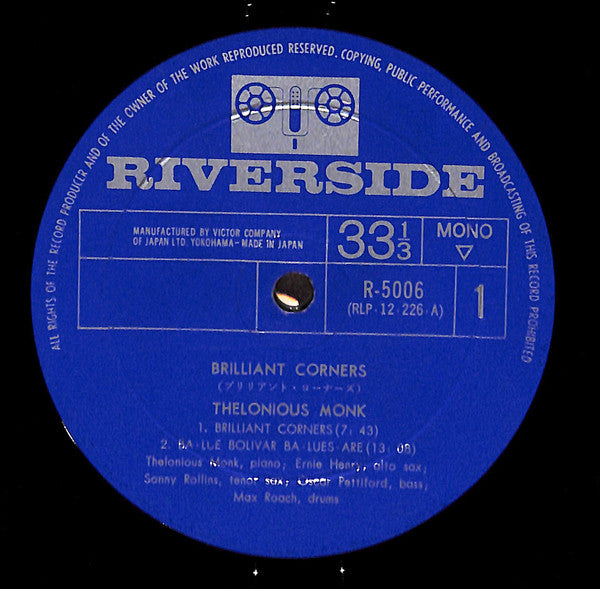 ALL RIGHTS OF THE RECORD PRODUCER AND OF THE OWNER OF THE WORK REPRODUCED RESERVED. COPYING, PUBLIC PERFORMANCE AND BROADCASTING OF THIS RECORD PROHIBITED
RIVERSIDE
MANUFACTURED BY VICTOR COMPANY
OF JAPAN LTD. YOKOHAMA–MADE IN JAPAN
33 1/3
MONO
▽
R-5006
(RLP·12·226·A)
1
BRILLIANT CORNERS
(ブリリアント・コーナーズ)
THELONIOUS MONK
1. BRILLIANT CORNERS (7: 43)
2. BA-LUE BOLIVAR BA-LUES-ARE (13: 08)
Thelonious Monk, piano; Ernie Henry, alto sax;
Sonny Rollins, tenor sax; Oscar Pettiford, bass;
Max Roach, drums